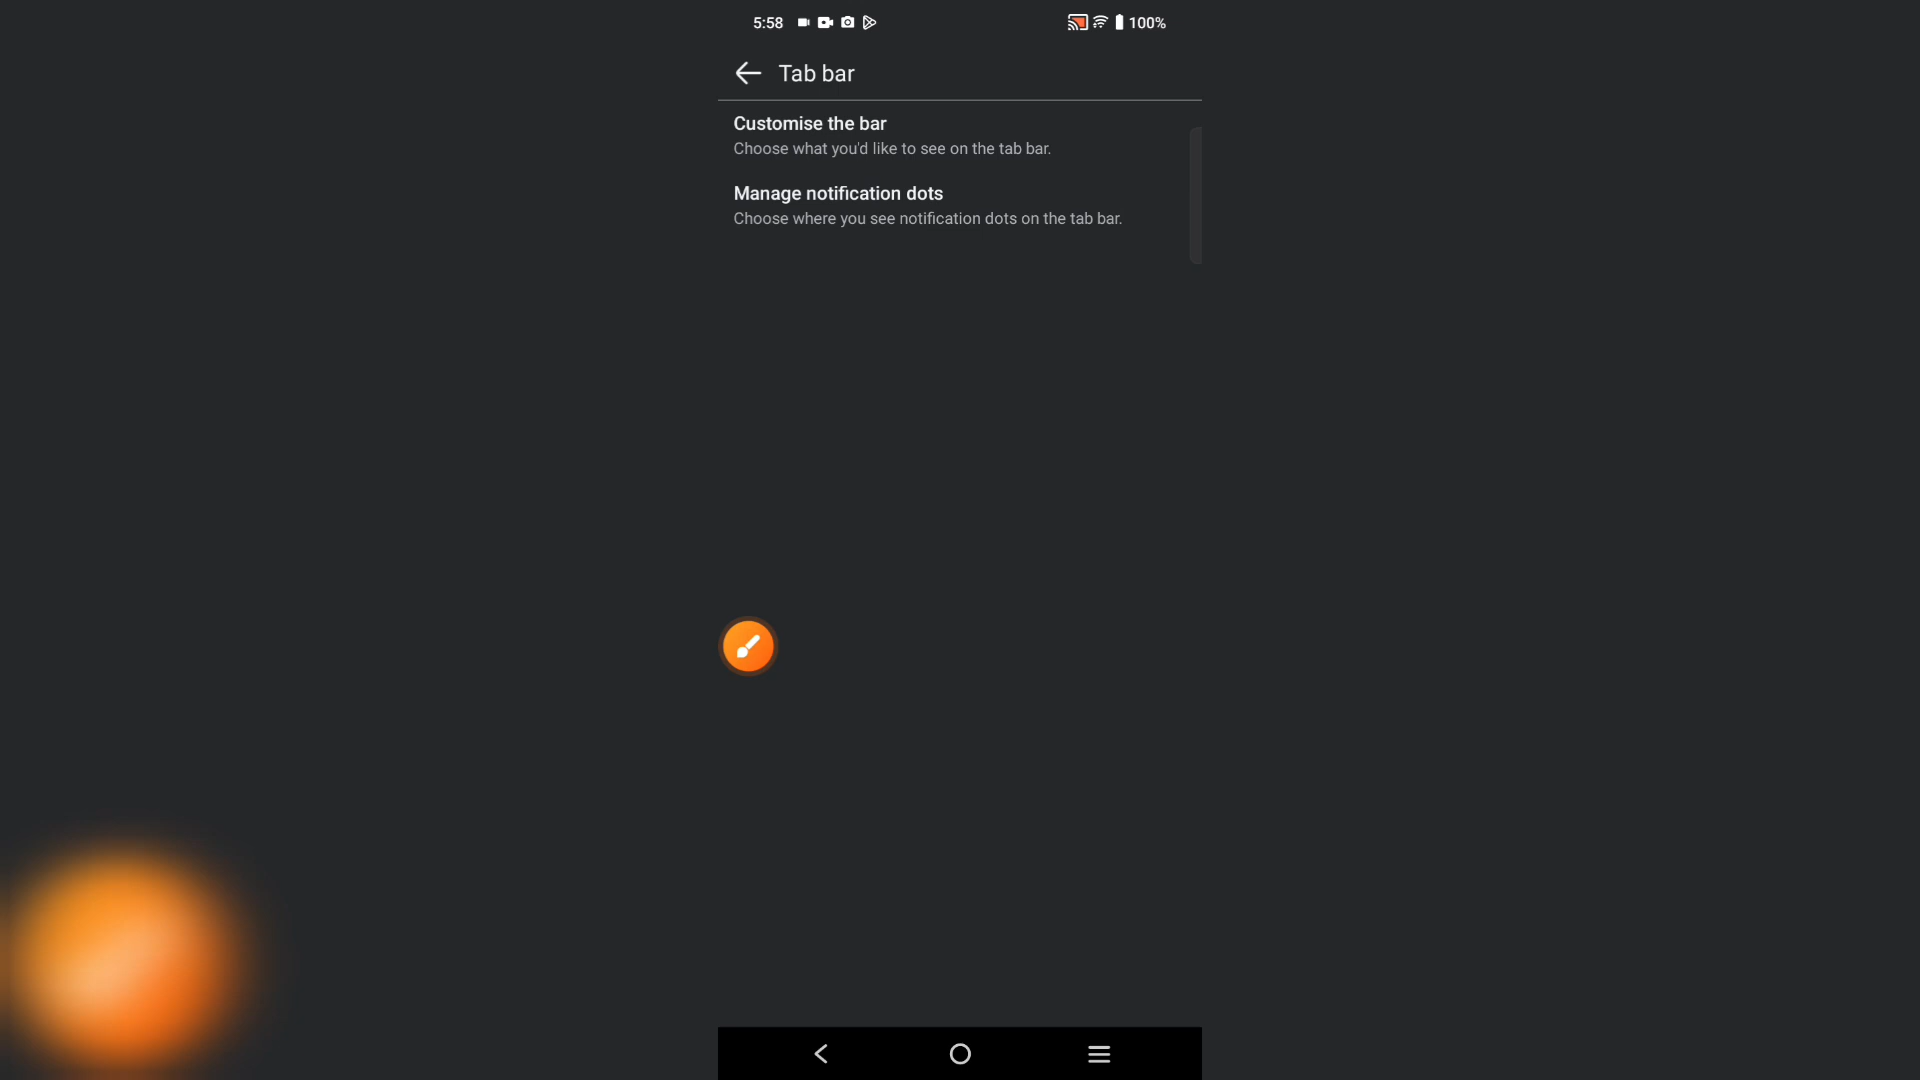 5:58 100%
Tab bar
Customise the bar
Choose what you'd like to see on the tab bar.
Manage notification dots
Choose where you see notification dots on the tab bar.